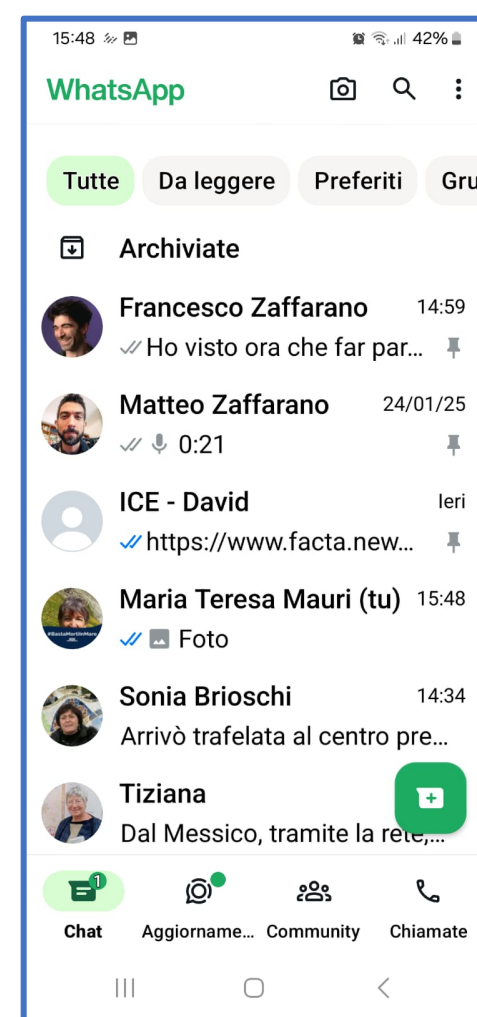 15:48 42%
WhatsApp
Tutte Da leggere Preferiti Gru
Archiviate
Francesco Zaffarano 14:59
Ho visto ora che far par...
Matteo Zaffarano 24/01/25
0:21
ICE - David Ieri
https://www.facta.new...
Maria Teresa Mauri (tu) 15:48
Foto
Sonia Brioschi 14:34
Arrivò trafelata al centro pre...
Tiziana
Dal Messico, tramite la rete,...
1
Chat Aggiorname... Community Chiamate